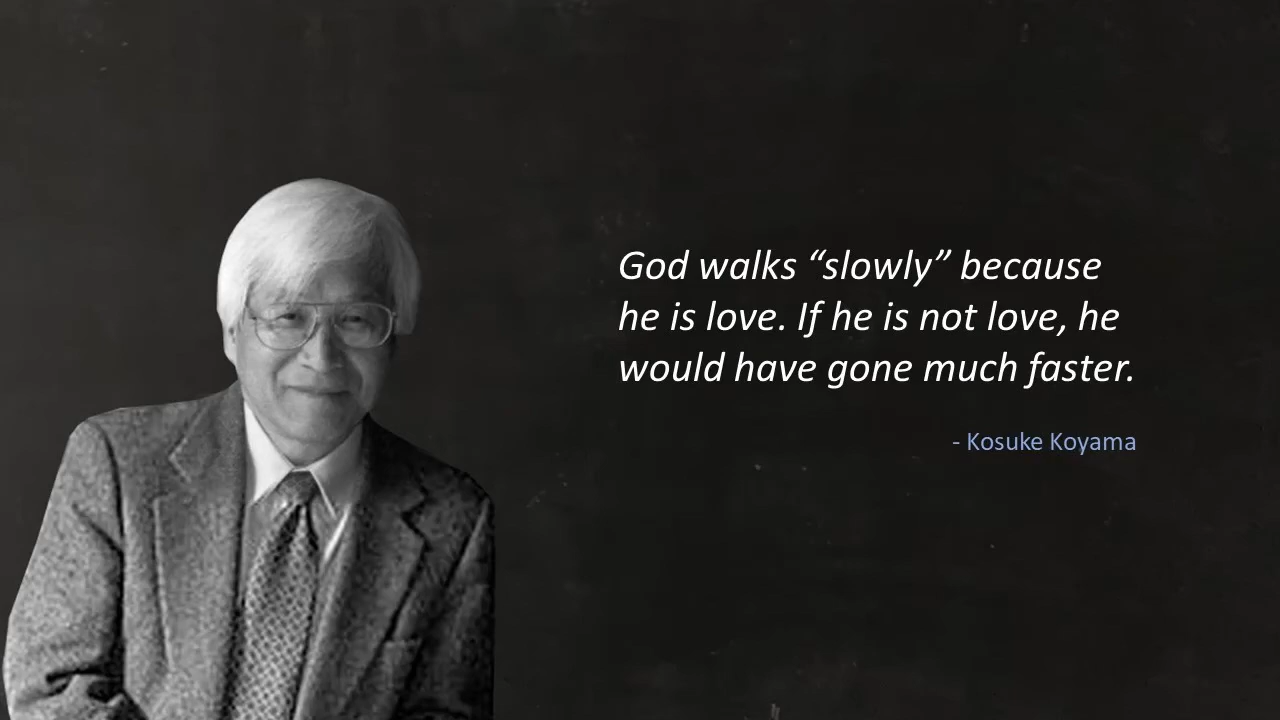 God walks “slowly” because
he is love. If he is not love, he
would have gone much faster.
- Kosuke Koyama